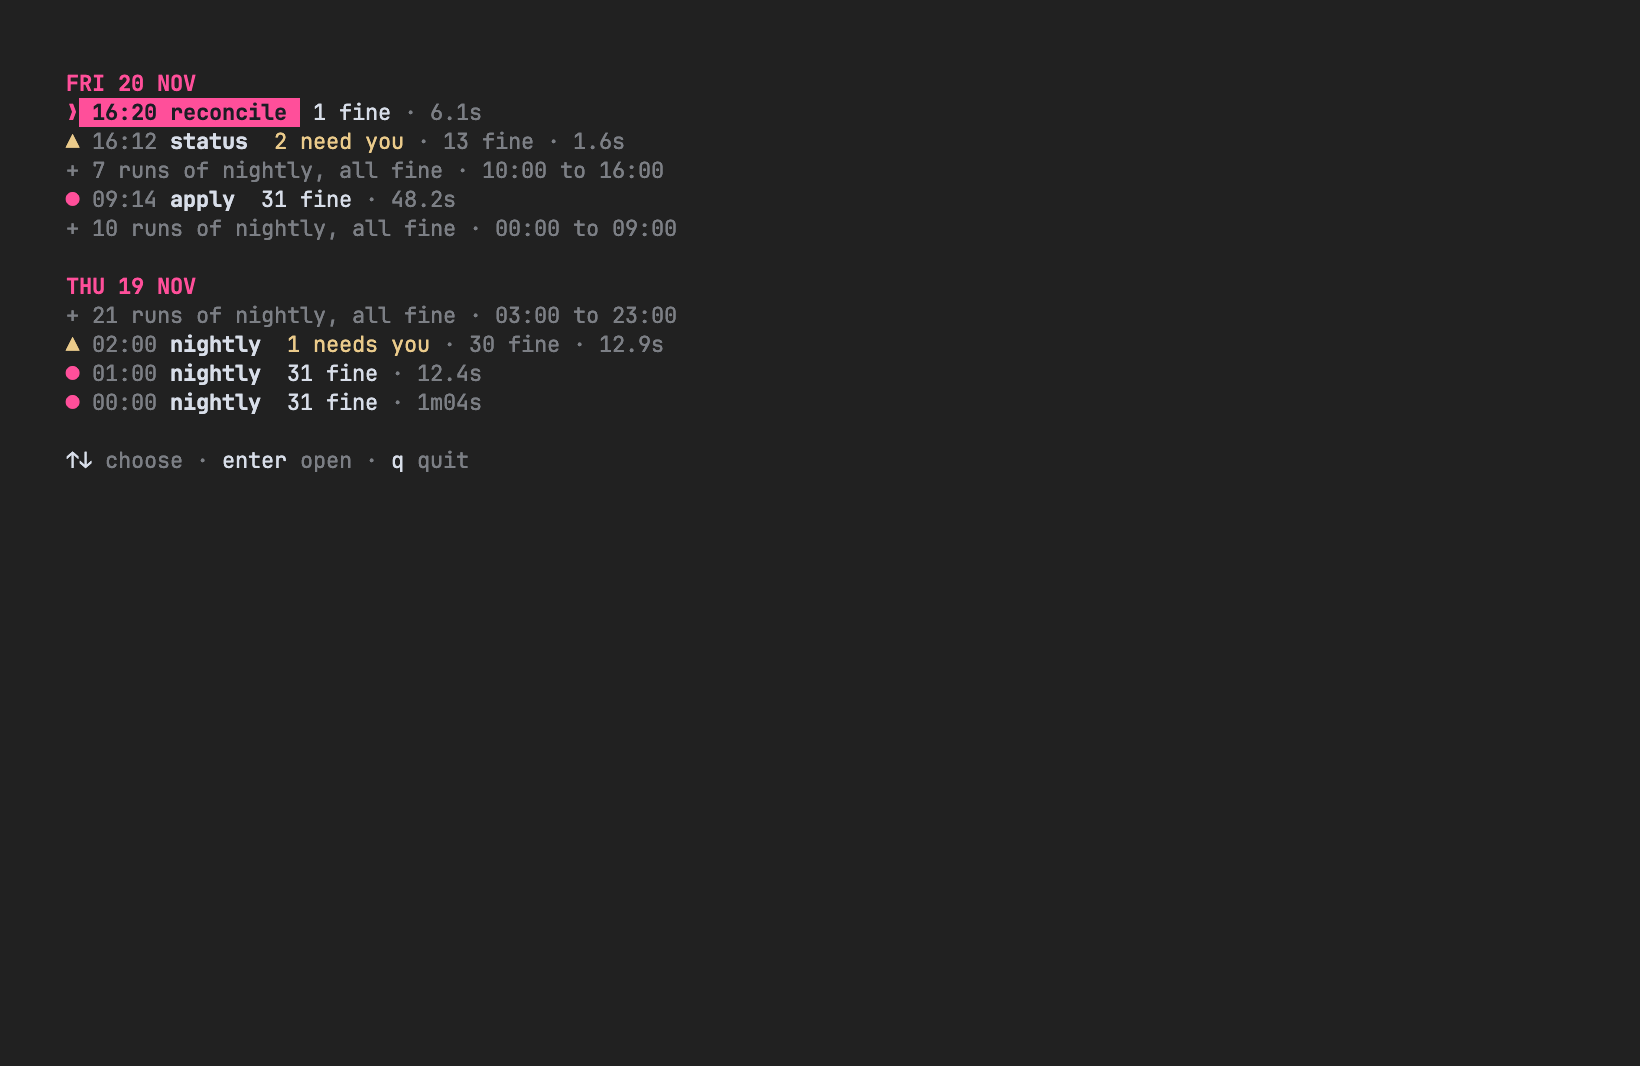 FRI 20 NOV
❫ 16:20 reconcile 1 fine · 6.1s
▲ 16:12 status 2 need you · 13 fine · 1.6s
+ 7 runs of nightly, all fine · 10:00 to 16:00
● 09:14 apply 31 fine · 48.2s
+ 10 runs of nightly, all fine · 00:00 to 09:00
THU 19 NOV
+ 21 runs of nightly, all fine · 03:00 to 23:00
▲ 02:00 nightly 1 needs you · 30 fine · 12.9s
● 01:00 nightly 31 fine · 12.4s
● 00:00 nightly 31 fine · 1m04s
↑↓ choose · enter open · q quit